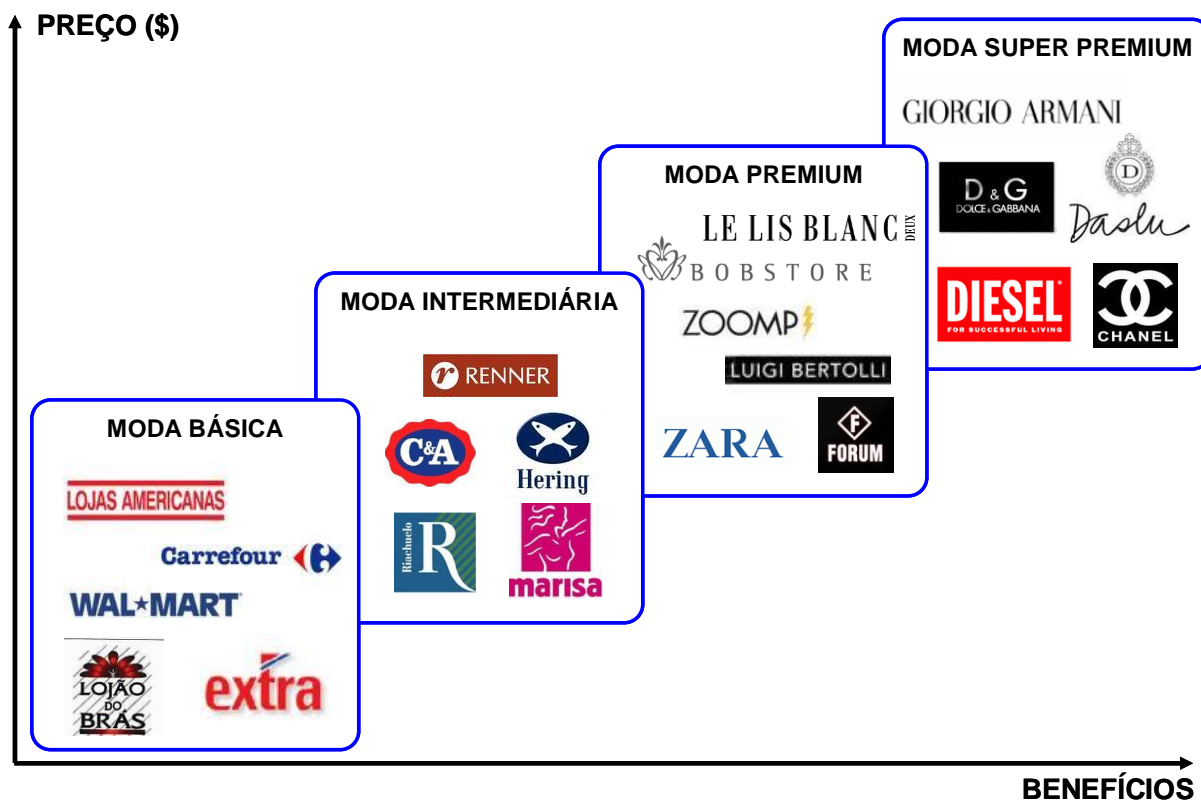 PREÇO ($)
MODA SUPER PREMIUM
GIORGIO ARMANI
D & G
DOLCE & GABBANA
D
Daslu
DIESEL
FOR SUCCESSFUL LIVING
CHANEL
MODA PREMIUM
LE LIS BLANC DEUX
BOBSTORE
ZOOMP
LUIGI BERTOLLI
ZARA
F
FORUM
MODA INTERMEDIÁRIA
r RENNER
C&A
Hering
Riachuelo
R
marisa
MODA BÁSICA
LOJAS AMERICANAS
Carrefour
WAL★MART
LOJÃO
DO
BRÁS
extra
BENEFÍCIOS